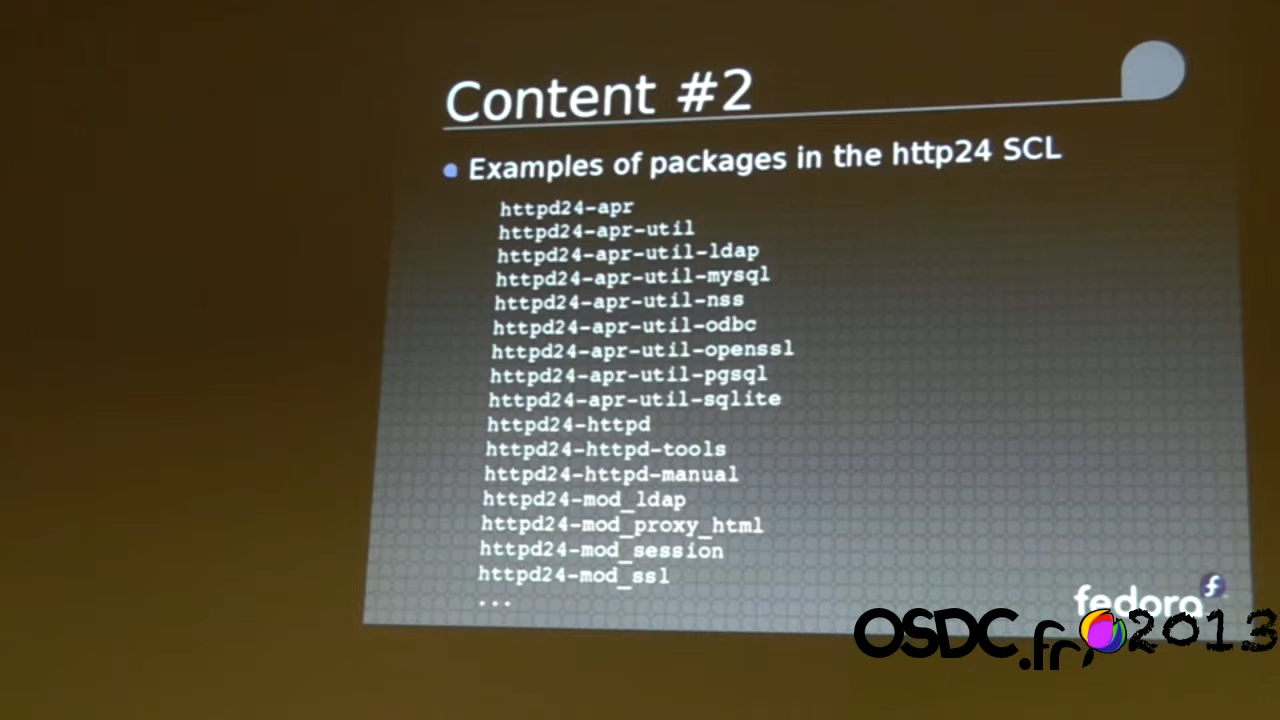 Content #2
Examples of packages in the http24 SCL
httpd24-apr
httpd24-apr-util
httpd24-apr-util-ldap
httpd24-apr-util-mysql
httpd24-apr-util-nss
httpd24-apr-util-odbc
httpd24-apr-util-openssl
httpd24-apr-util-pgsql
httpd24-apr-util-sqlite
httpd24-httpd
httpd24-httpd-tools
httpd24-httpd-manual
httpd24-mod_ldap
httpd24-mod_proxy_html
httpd24-mod_session
httpd24-mod_ssl
...
fedora
OSDC.fr 2013